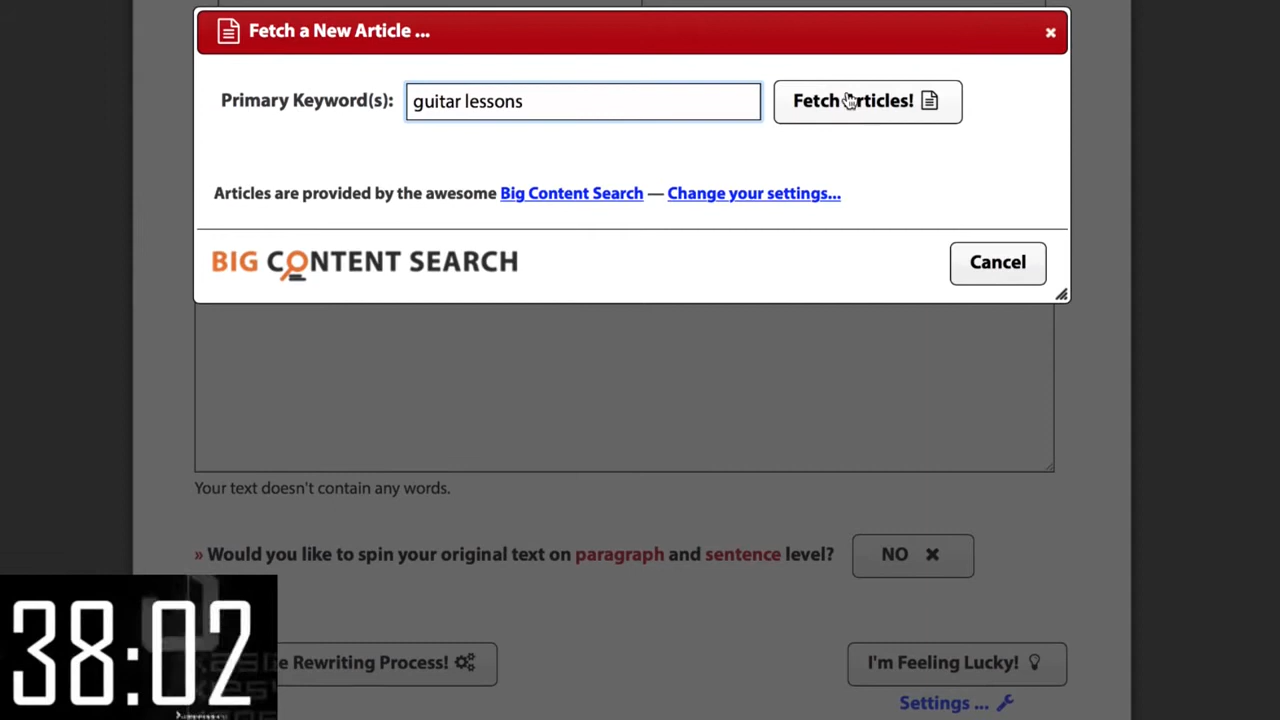 Fetch a New Article ...
Primary Keyword(s): guitar lessons Fetch Articles!
Articles are provided by the awesome Big Content Search — Change your settings...
BIG CONTENT SEARCH Cancel
Your text doesn't contain any words.
» Would you like to spin your original text on paragraph and sentence level? NO
e Rewriting Process! I'm Feeling Lucky!
Settings ...
38:02